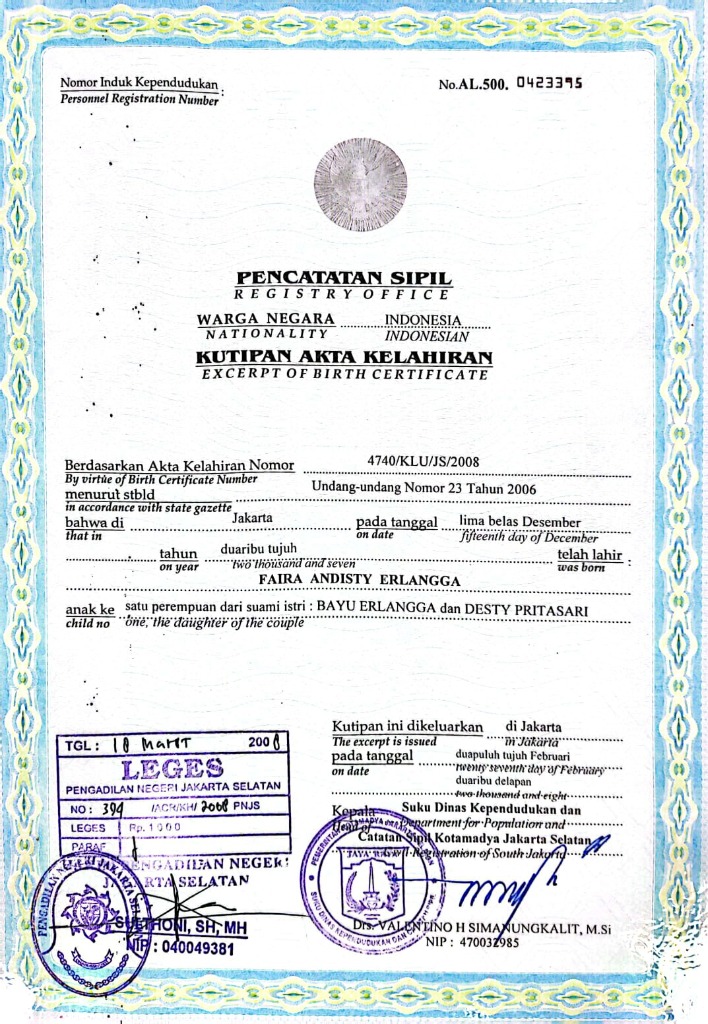 Nomor Induk Kependudukan :
Personnel Registration Number
No.AL.500. 0423395
PENCATATAN SIPIL
REGISTRY OFFICE
WARGA NEGARA INDONESIA
NATIONALITY INDONESIAN
KUTIPAN AKTA KELAHIRAN
EXCERPT OF BIRTH CERTIFICATE
Berdasarkan Akta Kelahiran Nomor 4740/KLU/JS/2008
By virtue of Birth Certificate Number
menurut stbld Undang-undang Nomor 23 Tahun 2006
in accordance with state gazette
bahwa di Jakarta pada tanggal lima belas Desember
that in on date fifteenth day of December
tahun duaribu tujuh telah lahir :
on year two thousand and seven was born
FAIRA ANDISTY ERLANGGA
anak ke satu perempuan dari suami istri : BAYU ERLANGGA dan DESTY PRITASARI
child no one, the daughter of the couple
Kutipan ini dikeluarkan di Jakarta
The excerpt is issued in Jakarta
pada tanggal duapuluh tujuh Februari
on date twenty seventh day of February
duaribu delapan
two thousand and eight
Kepala Suku Dinas Kependudukan dan
Head of Department for Popnlation and
Catatan Sipil Kotamadya Jakarta Selatan
Civil Registration of South Jakarta
JAYA RAYA
Drs. VALENTINO H SIMANUNGKALIT, M.Si
NIP : 470032985
TGL : 18 Maret 2008
LEGES
PENGADILAN NEGERI JAKARTA SELATAN
NO : 394 /ACR/KH/ 2008 PNJS
LEGES Rp. 1000
PARAF
PENGADILAN NEGERI
JAKARTA SELATAN
SH, MH
NIP : 040049381